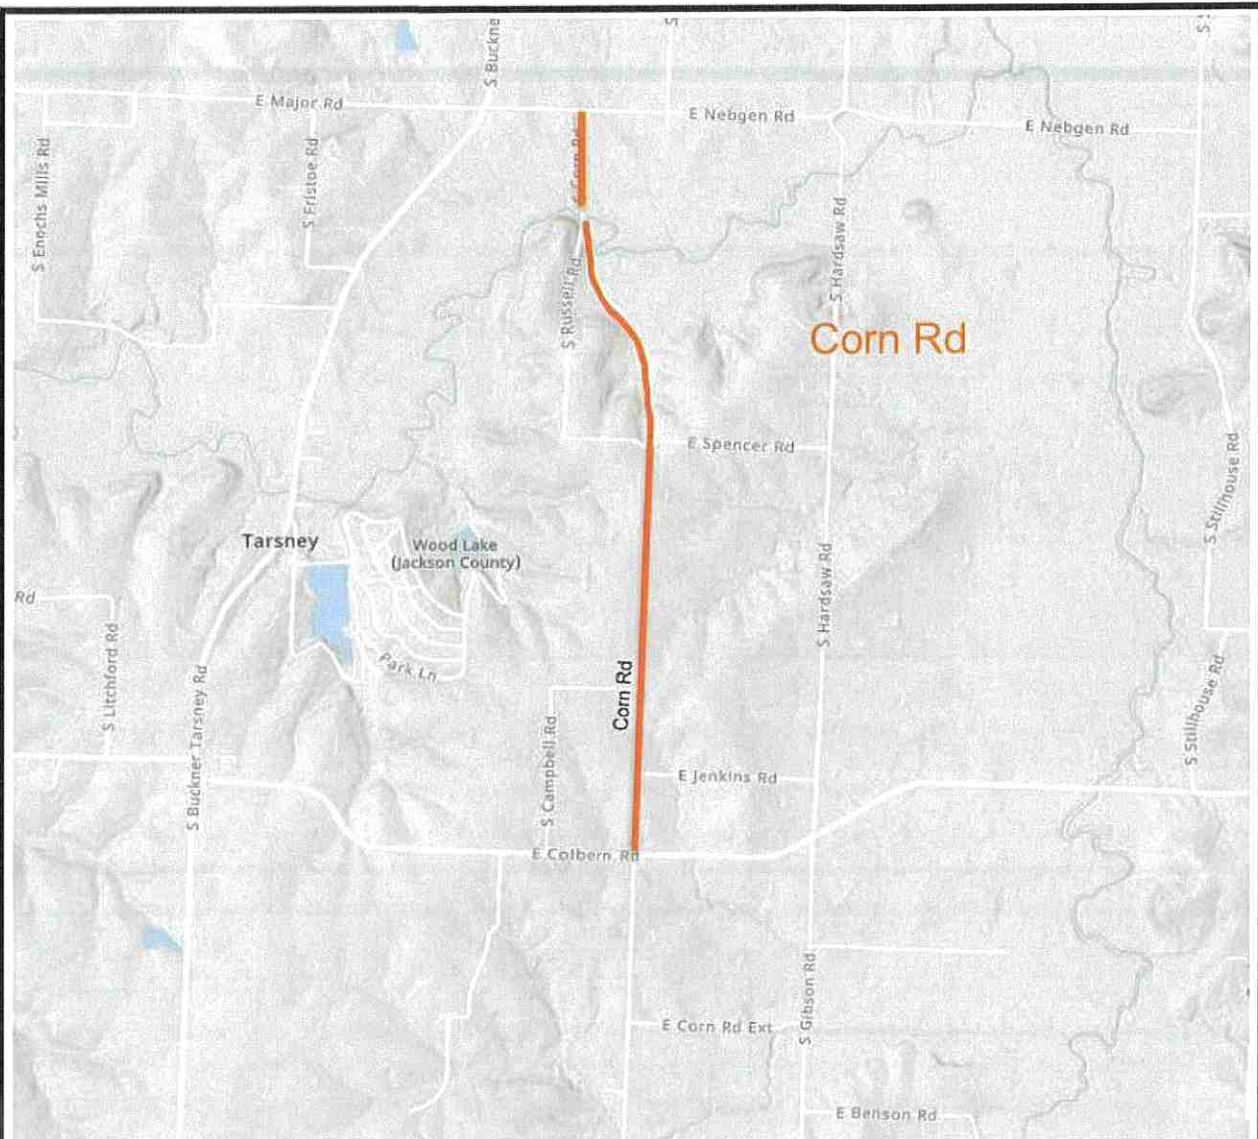 S Buckne
S
S
E Major Rd
E Nebgen Rd
E Nebgen Rd
S Enochs Mills Rd
S Fristoe Rd
S Corn Rd
S Hardsaw Rd
S Russell Rd
Corn Rd
E Spencer Rd
S Stillhouse Rd
Tarsney
Wood Lake
(Jackson County)
Rd
S Hardsaw Rd
S Litchford Rd
Park Ln
Corn Rd
S Stillhouse Rd
S Buckner Tarsney Rd
S Campbell Rd
E Jenkins Rd
E Colbern Rd
S Gibson Rd
E Corn Rd Ext
E Benson Rd